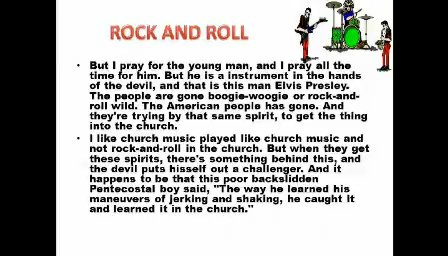 ROCK AND ROLL
• But I pray for the young man, and I pray all the
time for him. But he is a instrument in the hands
of the devil, and that is this man Elvis Presley.
The people are gone boogie-woogie or rock-and-
roll wild. The American people has gone. And
they're trying by that same spirit, to get the thing
into the church.
• I like church music played like church music and
not rock-and-roll in the church. But when they get
these spirits, there's something behind this, and
the devil puts hisself out a challenger. And it
happens to be that this poor backslidden
Pentecostal boy said, "The way he learned his
maneuvers of jerking and shaking, he caught it
and learned it in the church."